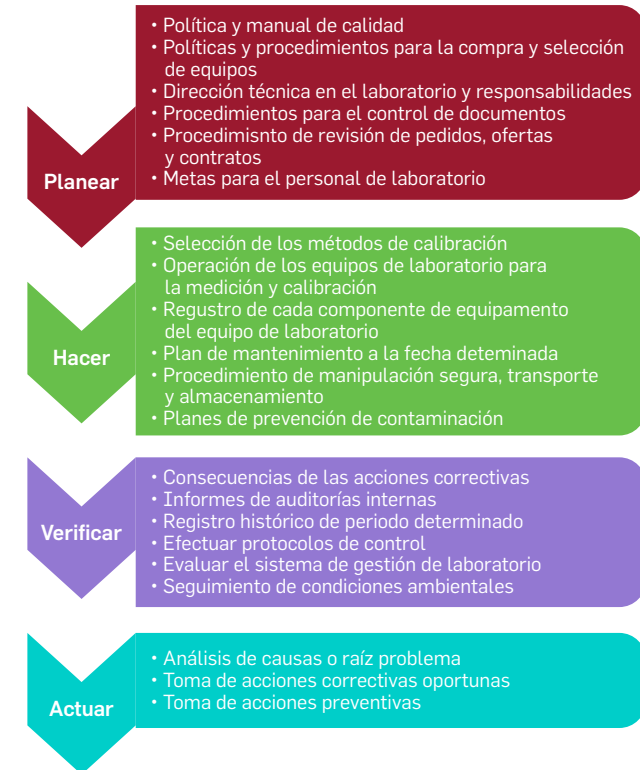 Planear
• Política y manual de calidad
• Políticas y procedimientos para la compra y selección
de equipos
• Dirección técnica en el laboratorio y responsabilidades
• Procedimientos para el control de documentos
• Procedimisnto de revisión de pedidos, ofertas
y contratos
• Metas para el personal de laboratorio
Hacer
• Selección de los métodos de calibración
• Operación de los equipos de laboratorio para
la medición y calibración
• Registro de cada componente de equipamento
del equipo de laboratorio
• Plan de mantenimiento a la fecha deteminada
• Procedimiento de manipulación segura, transporte
y almacenamiento
• Planes de prevención de contaminación
Verificar
• Consecuencias de las acciones correctivas
• Informes de auditorías internas
• Registro histórico de periodo determinado
• Efectuar protocolos de control
• Evaluar el sistema de gestión de laboratorio
• Seguimiento de condiciones ambientales
Actuar
• Análisis de causas o raíz problema
• Toma de acciones correctivas oportunas
• Toma de acciones preventivas